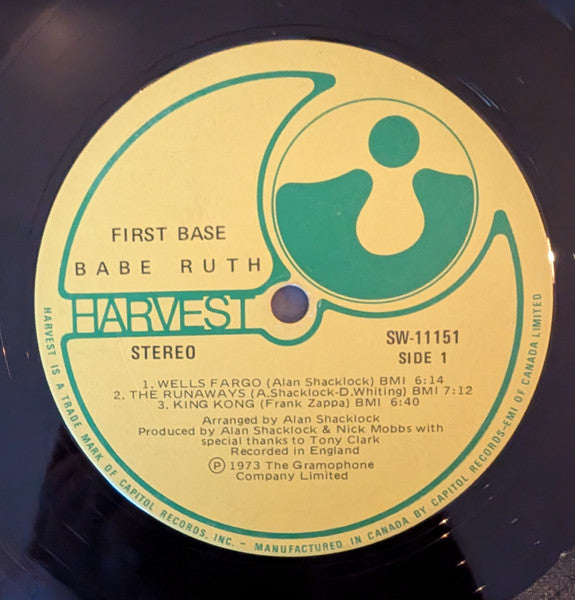 FIRST BASE
BABE RUTH
HARVEST
STEREO
SW-11151
SIDE 1
1. WELLS FARGO (Alan Shacklock) BMI 6:14
2. THE RUNAWAYS (A.Shacklock-D.Whiting) BMI 7:12
3. KING KONG (Frank Zappa) BMI 6:40
Arranged by Alan Shacklock
Produced by Alan Shacklock & Nick Mobbs with
special thanks to Tony Clark
Recorded in England
Ⓟ 1973 The Gramophone
Company Limited
HARVEST IS A TRADE MARK OF CAPITOL RECORDS, INC. – MANUFACTURED IN CANADA BY CAPITOL RECORDS-EMI OF CANADA LIMITED